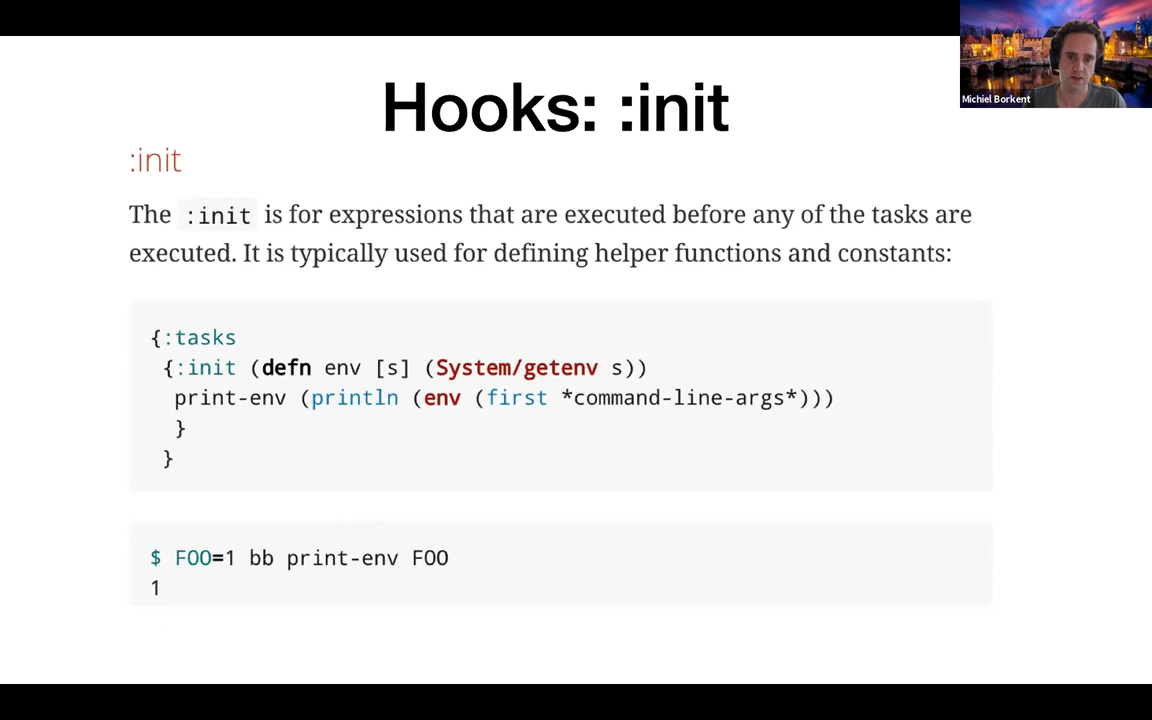 Michiel Borkent
Hooks: :init
:init
The :init is for expressions that are executed before any of the tasks are
executed. It is typically used for defining helper functions and constants:
{:tasks
{:init (defn env [s] (System/getenv s))
print-env (println (env (first *command-line-args*)))
}
}
$ FOO=1 bb print-env FOO
1